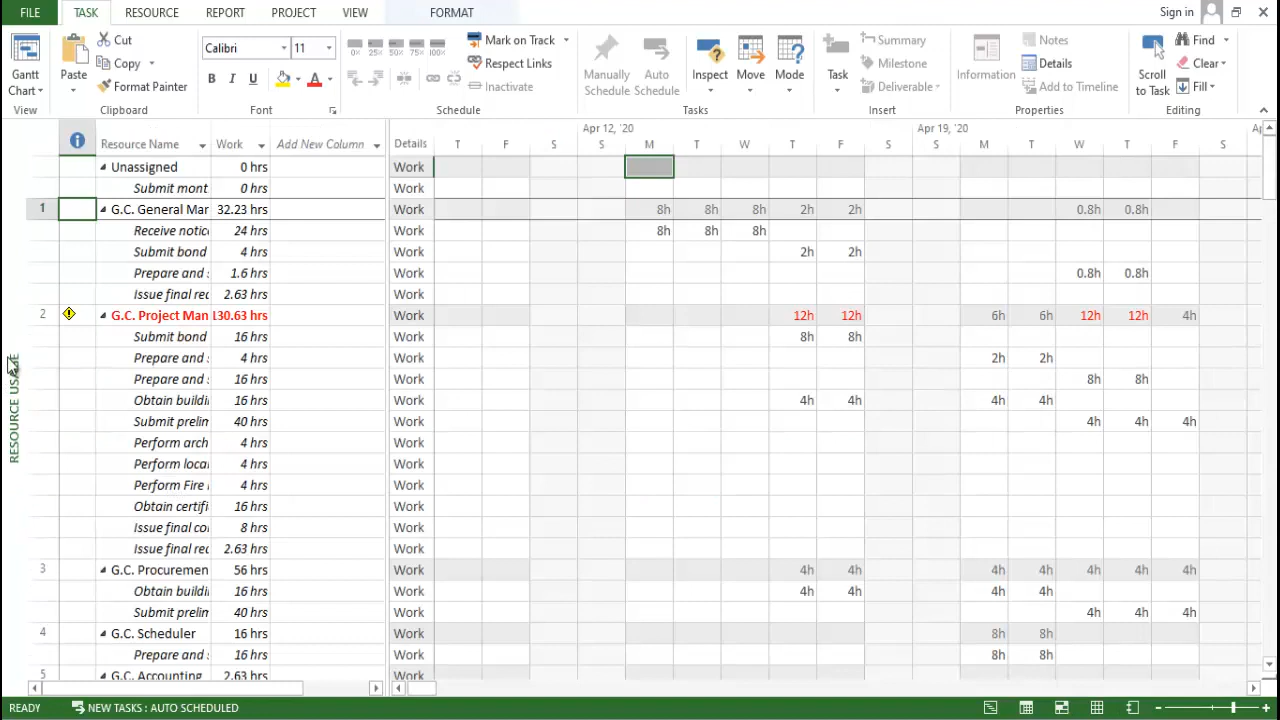 FILE TASK RESOURCE REPORT PROJECT VIEW FORMAT Sign in
Cut Calibri 11 0% 25% 50% 75% 100% Mark on Track Summary Notes Find
Copy Respect Links Milestone Details Clear
Format Painter B I U A Inactivate Deliverable Add to Timeline Fill
Gantt Chart Paste Manually Schedule Auto Schedule Inspect Move Mode Task Information Scroll to Task
View Clipboard Font Schedule Tasks Insert Properties Editing
Apr 12, '20 Apr 19, '20 Ap
Resource Name Work Add New Column Details T F S S M T W T F S S M T W T F S
Unassigned 0 hrs Work
Submit mont 0 hrs Work
1 G.C. General Mar 32.23 hrs Work 8h 8h 8h 2h 2h 0.8h 0.8h
Receive notic 24 hrs Work 8h 8h 8h
Submit bond 4 hrs Work 2h 2h
Prepare and s 1.6 hrs Work 0.8h 0.8h
Issue final rec 2.63 hrs Work
2 G.C. Project Man 130.63 hrs Work 12h 12h 6h 6h 12h 12h 4h
Submit bond 16 hrs Work 8h 8h
Prepare and s 4 hrs Work 2h 2h
Prepare and s 16 hrs Work 8h 8h
Obtain buildi 16 hrs Work 4h 4h 4h 4h
Submit prelim 40 hrs Work 4h 4h 4h
Perform arch 4 hrs Work
Perform loca 4 hrs Work
Perform Fire 4 hrs Work
Obtain certifi 16 hrs Work
Issue final co 8 hrs Work
Issue final rec 2.63 hrs Work
3 G.C. Procuremen 56 hrs Work 4h 4h 4h 4h 4h 4h 4h
Obtain buildi 16 hrs Work 4h 4h 4h 4h
Submit prelim 40 hrs Work 4h 4h 4h
4 G.C. Scheduler 16 hrs Work 8h 8h
Prepare and s 16 hrs Work 8h 8h
5 G.C. Accounting 2.63 hrs Work
RESOURCE USAGE
READY NEW TASKS : AUTO SCHEDULED